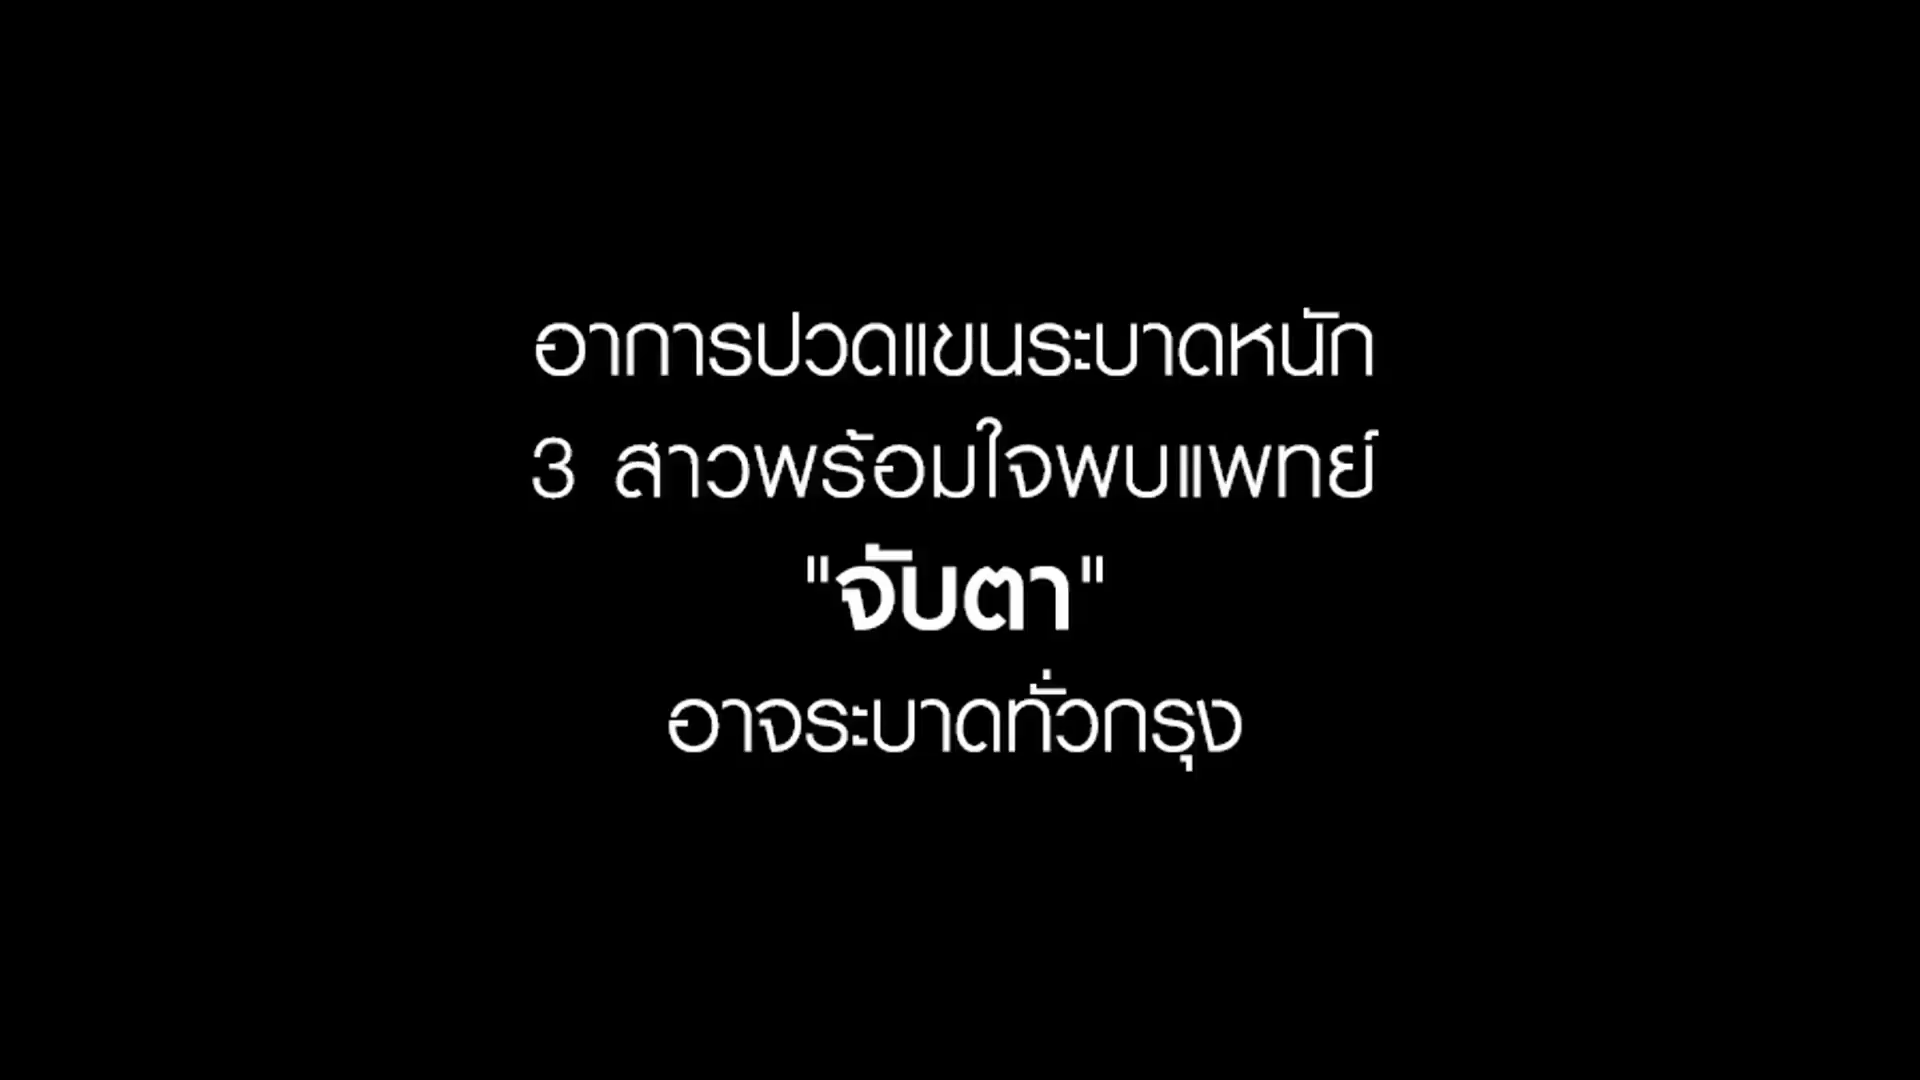 อาการปวดแขนระบาดหนัก
3 สาวพร้อมใจพบแพทย์
"จับตา"
อาจระบาดทั่วกรุง